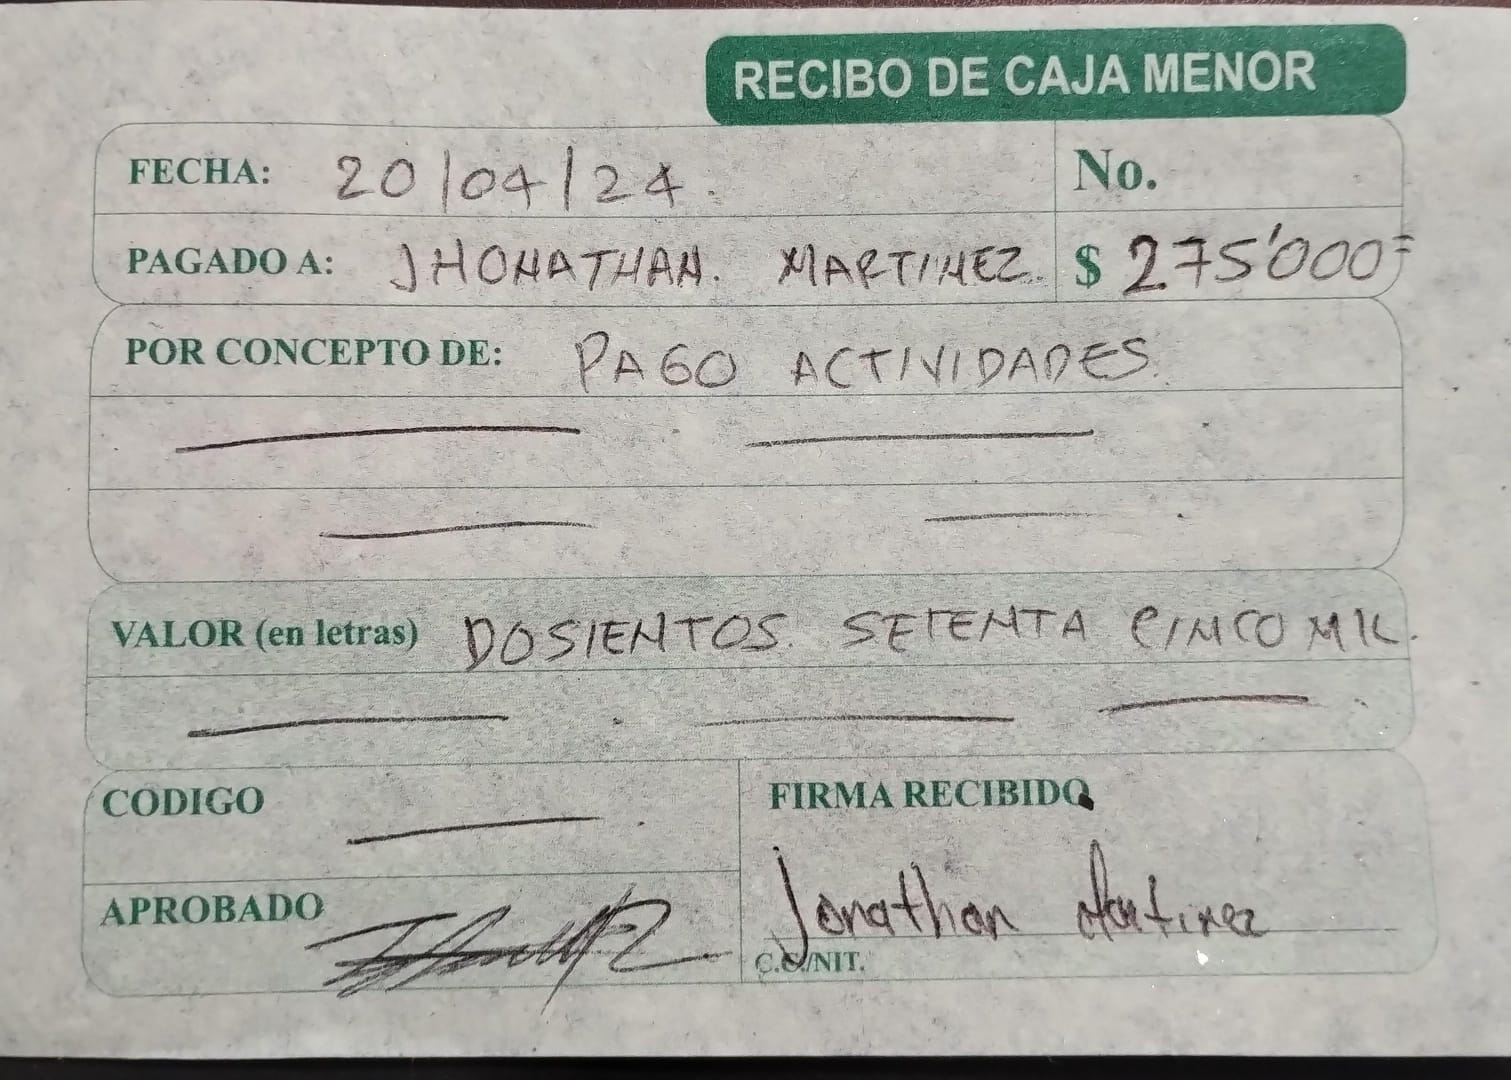 RECIBO DE CAJA MENOR
FECHA: 20/04/24. No.
PAGADO A: JHONATHAN. MARTINEZ. $ 275'000=
POR CONCEPTO DE: PAGO ACTIVIDADES.
VALOR (en letras) DOSIENTOS. SETENTA CINCO MIL.
CODIGO
FIRMA RECIBIDO
APROBADO
Jonathan Martinez
C.C./NIT.